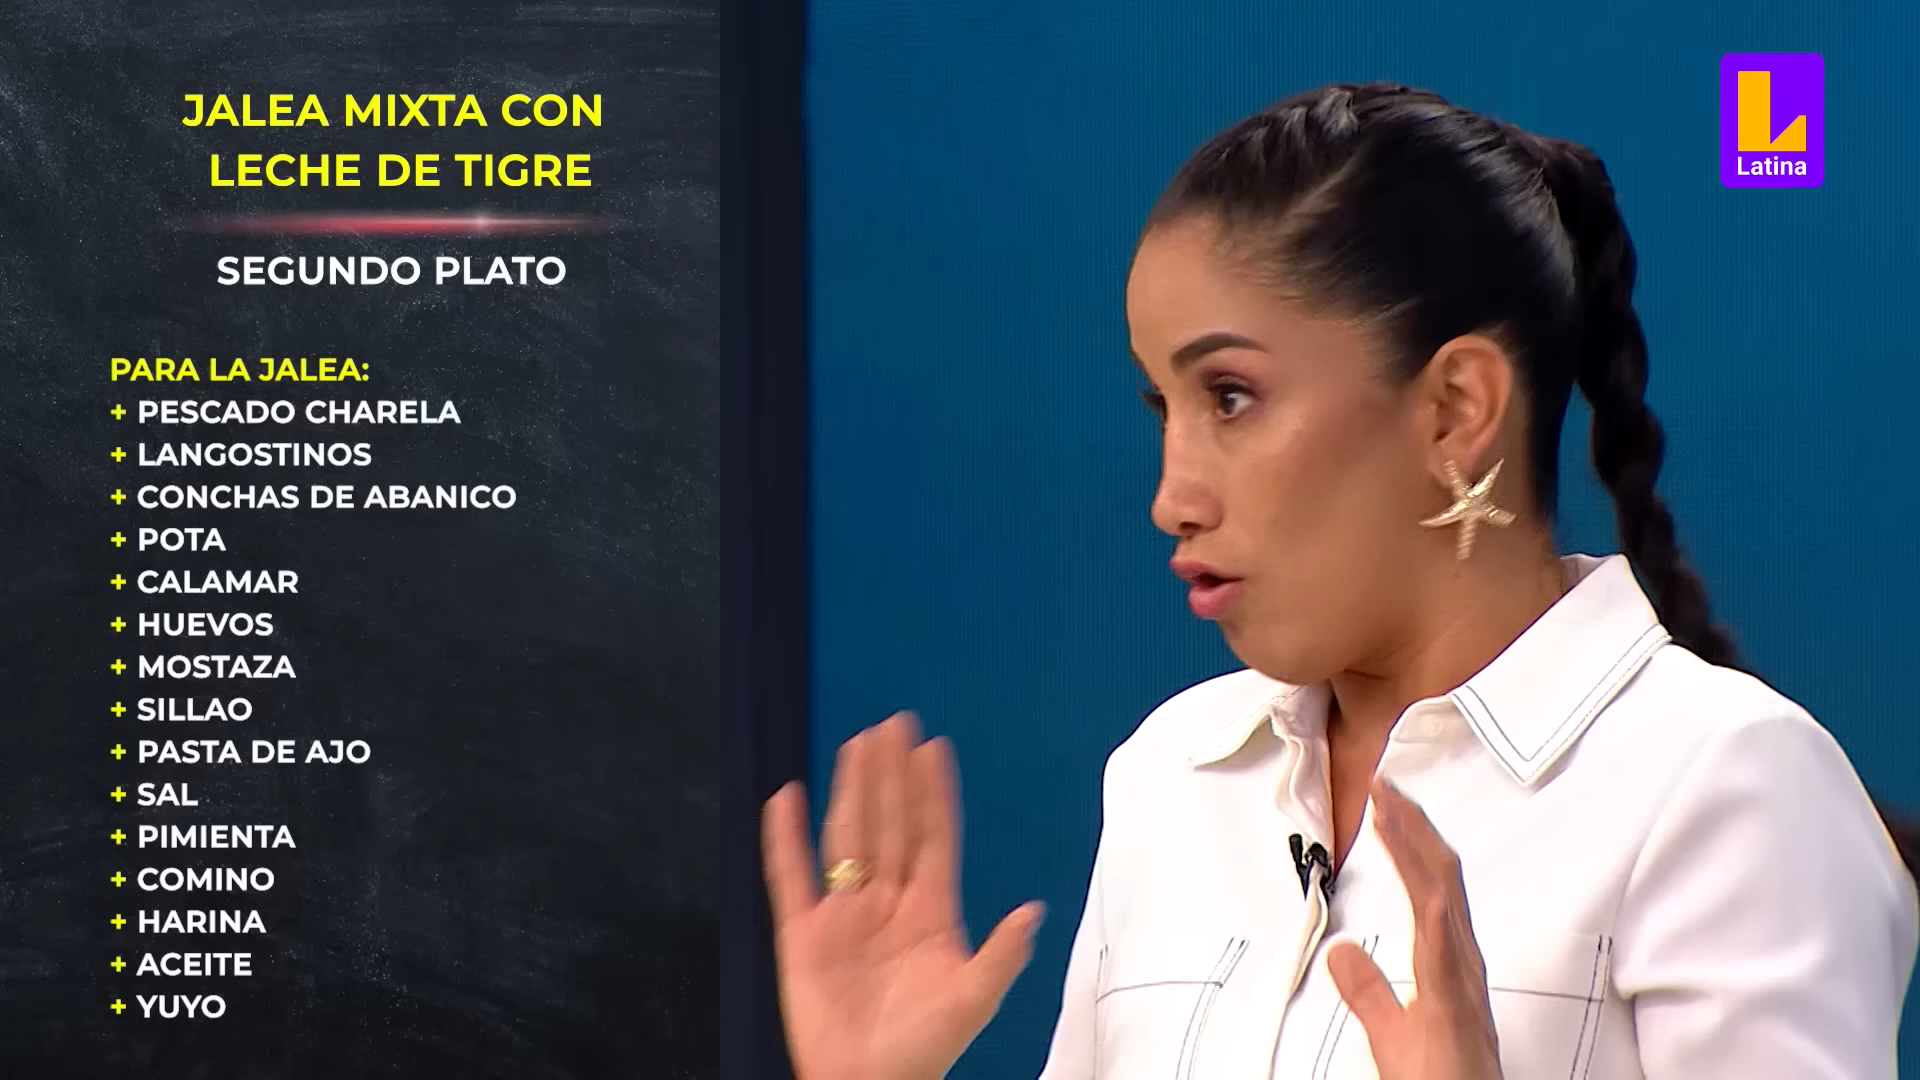 JALEA MIXTA CON
LECHE DE TIGRE
SEGUNDO PLATO
PARA LA JALEA:
+ PESCADO CHARELA
+ LANGOSTINOS
+ CONCHAS DE ABANICO
+ POTA
+ CALAMAR
+ HUEVOS
+ MOSTAZA
+ SILLAO
+ PASTA DE AJO
+ SAL
+ PIMIENTA
+ COMINO
+ HARINA
+ ACEITE
+ YUYO
Latina